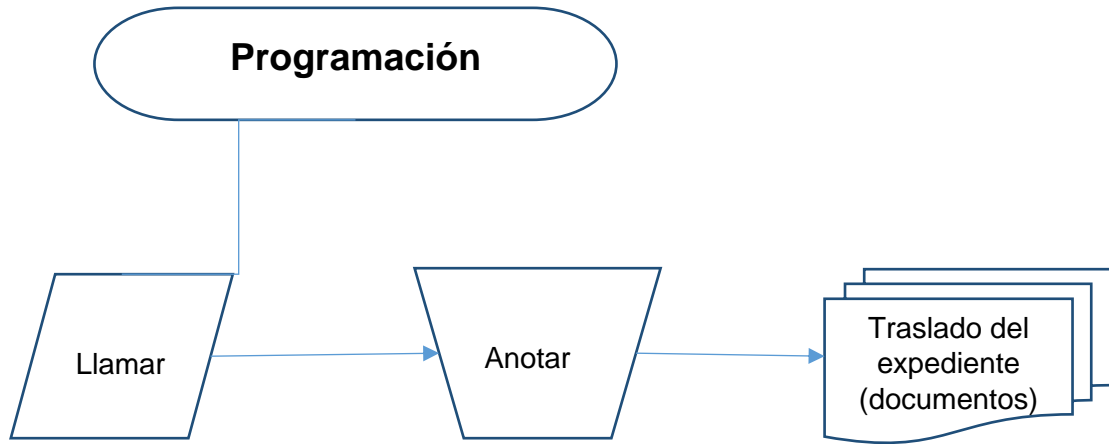 Programación
Llamar
Anotar
Traslado del
expediente
(documentos)